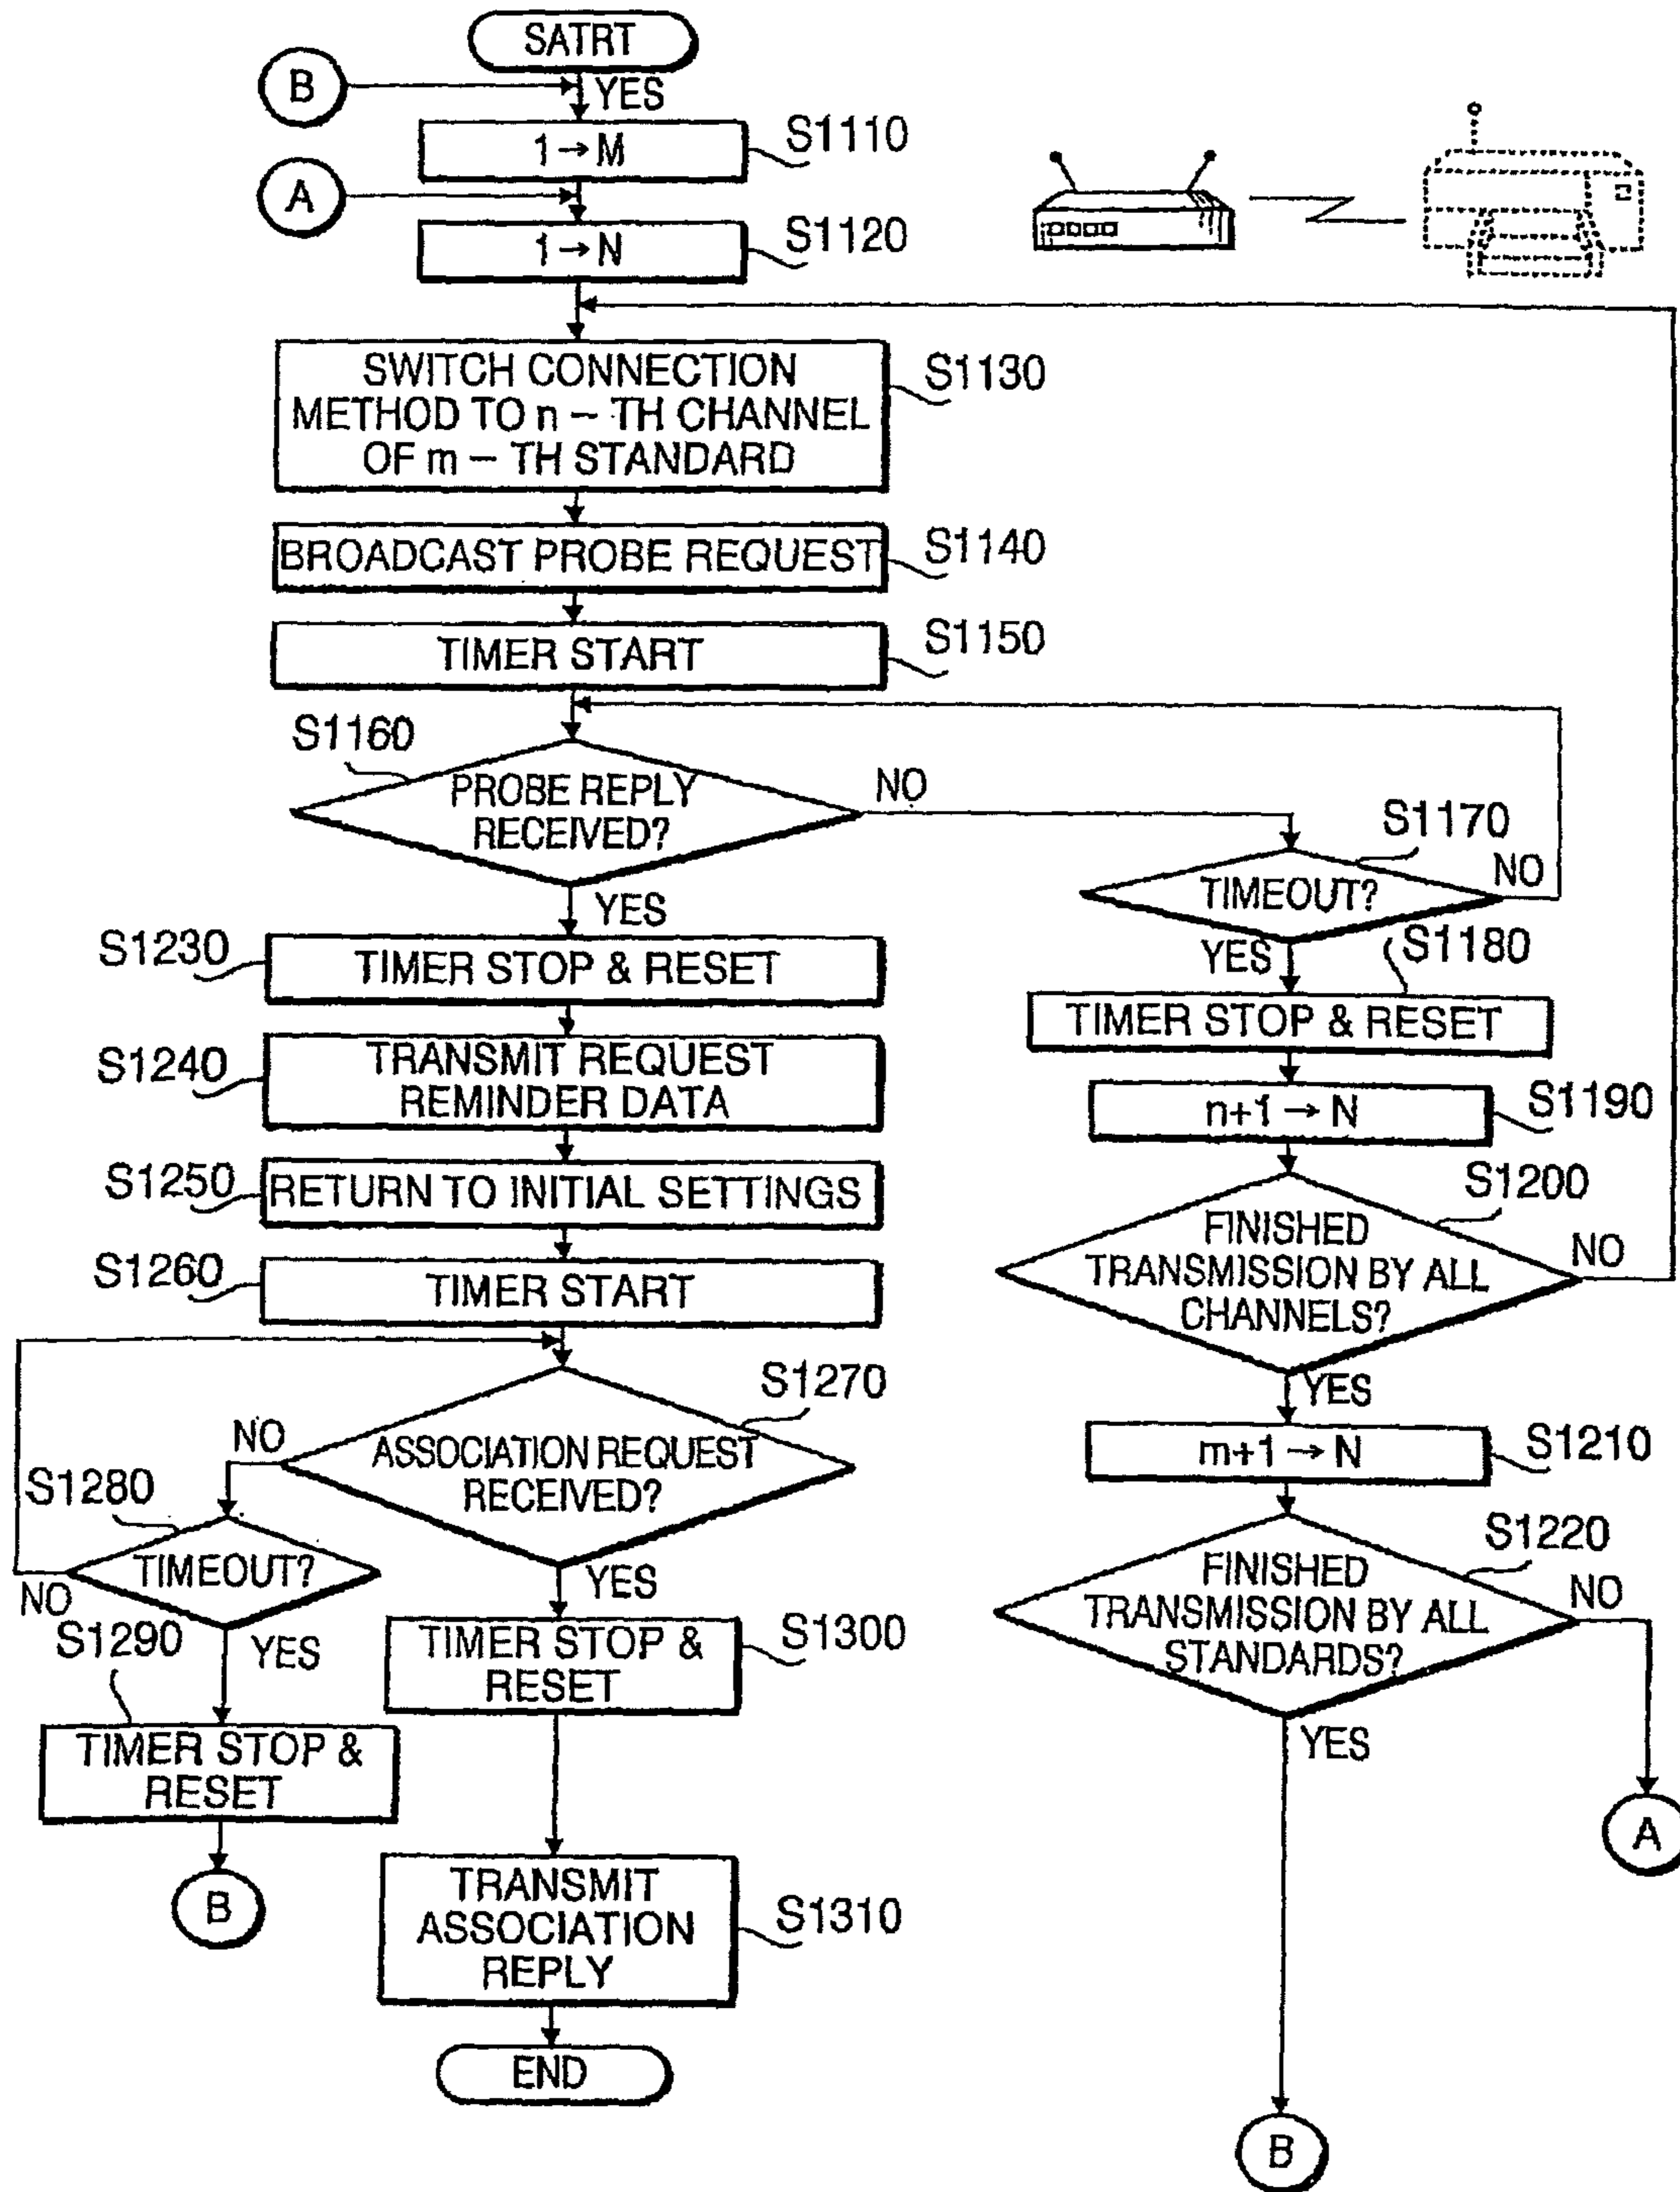 SATRT
B
YES
1→M
S1110
A
1→N
S1120
SWITCH CONNECTION
METHOD TO n – TH CHANNEL
OF m – TH STANDARD
S1130
BROADCAST PROBE REQUEST
S1140
TIMER START
S1150
S1160
PROBE REPLY
RECEIVED?
NO
YES
S1170
TIMEOUT?
NO
YES
S1180
TIMER STOP & RESET
n+1→N
S1190
S1200
FINISHED
TRANSMISSION BY ALL
CHANNELS?
NO
YES
m+1→N
S1210
S1220
FINISHED
TRANSMISSION BY ALL
STANDARDS?
NO
YES
A
B
S1230
TIMER STOP & RESET
S1240
TRANSMIT REQUEST
REMINDER DATA
S1250
RETURN TO INITIAL SETTINGS
S1260
TIMER START
S1270
ASSOCIATION REQUEST
RECEIVED?
NO
YES
S1280
TIMEOUT?
NO
YES
S1290
TIMER STOP &
RESET
B
TIMER STOP &
RESET
S1300
TRANSMIT
ASSOCIATION
REPLY
S1310
END